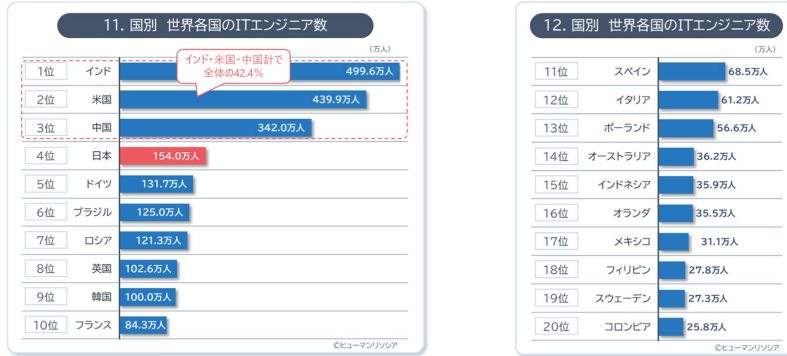 11. 国別 世界各国のITエンジニア数
（万人）
インド・米国・中国計で
全体の42.4%
1位 インド 499.6万人
2位 米国 439.9万人
3位 中国 342.0万人
4位 日本 154.0万人
5位 ドイツ 131.7万人
6位 ブラジル 125.0万人
7位 ロシア 121.3万人
8位 英国 102.6万人
9位 韓国 100.0万人
10位 フランス 84.3万人
©ヒューマンリソシア
12. 国別 世界各国のITエンジニア数
（万人）
11位 スペイン 68.5万人
12位 イタリア 61.2万人
13位 ポーランド 56.6万人
14位 オーストラリア 36.2万人
15位 インドネシア 35.9万人
16位 オランダ 35.5万人
17位 メキシコ 31.1万人
18位 フィリピン 27.8万人
19位 スウェーデン 27.3万人
20位 コロンビア 25.8万人
©ヒューマンリソシア